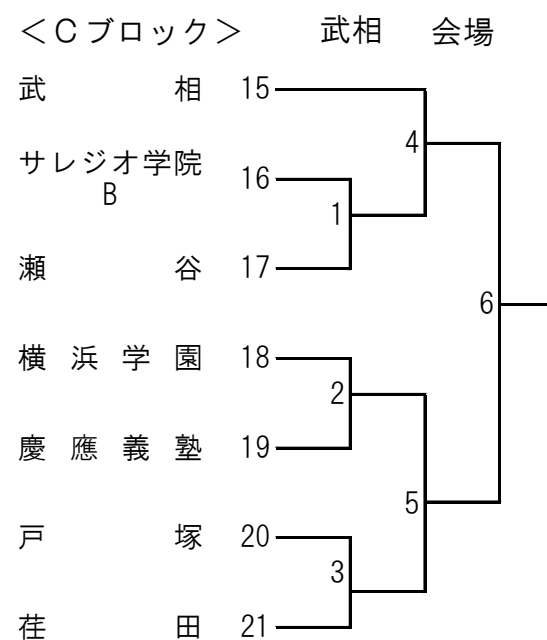 ＜Cブロック＞ 武相 会場
武相 15
サレジオ学院
B
16
瀬谷 17
横浜学園 18
慶應義塾 19
戸塚 20
荏田 21
1
2
3
4
5
6